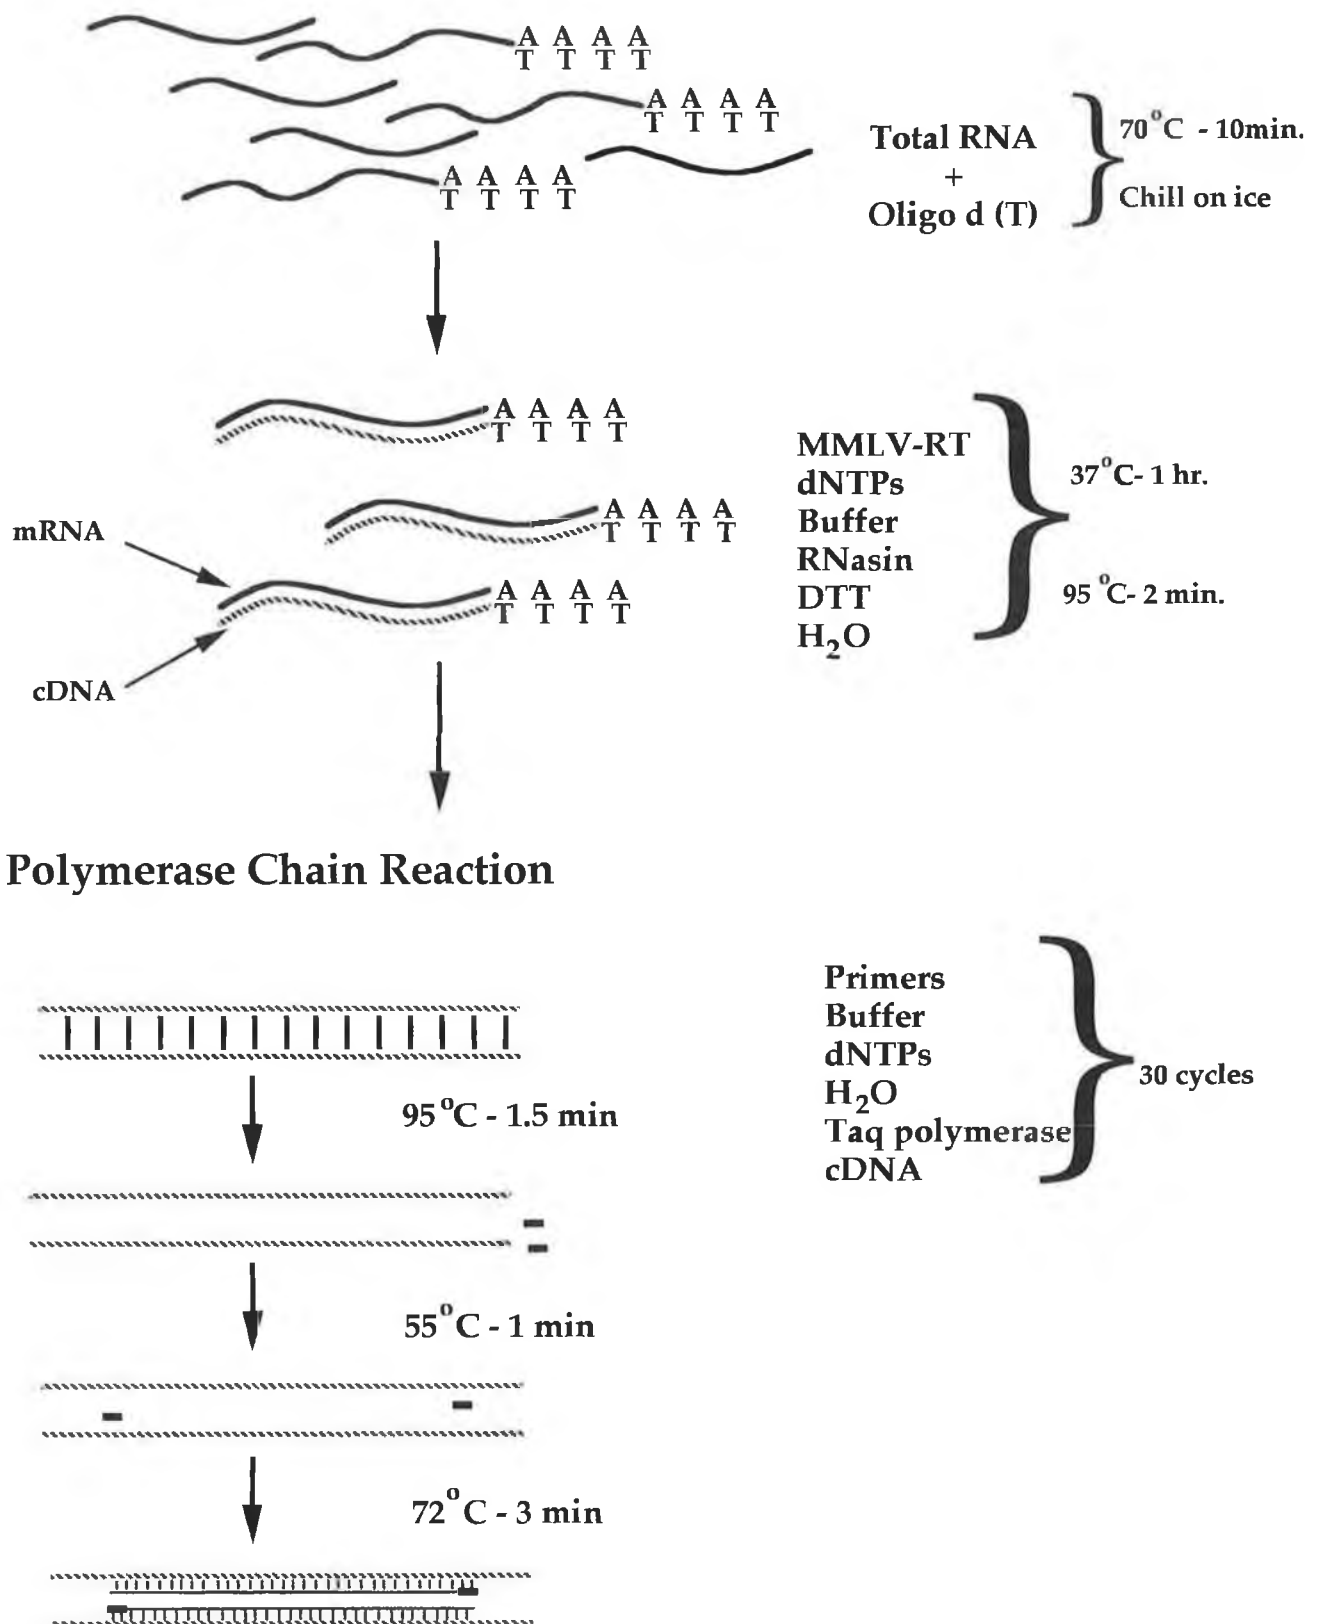 A A A A
T T T T
A A A A
T T T T
A A A A
T T T T
Total RNA
+
Oligo d (T)
70°C - 10min.
Chill on ice
A A A A
T T T T
A A A A
T T T T
A A A A
T T T T
mRNA
cDNA
MMLV-RT
dNTPs
Buffer
RNasin
DTT
H₂O
37°C- 1 hr.
95 °C- 2 min.
Polymerase Chain Reaction
95°C - 1.5 min
55°C - 1 min
72°C - 3 min
Primers
Buffer
dNTPs
H₂O
Taq polymerase
cDNA
30 cycles